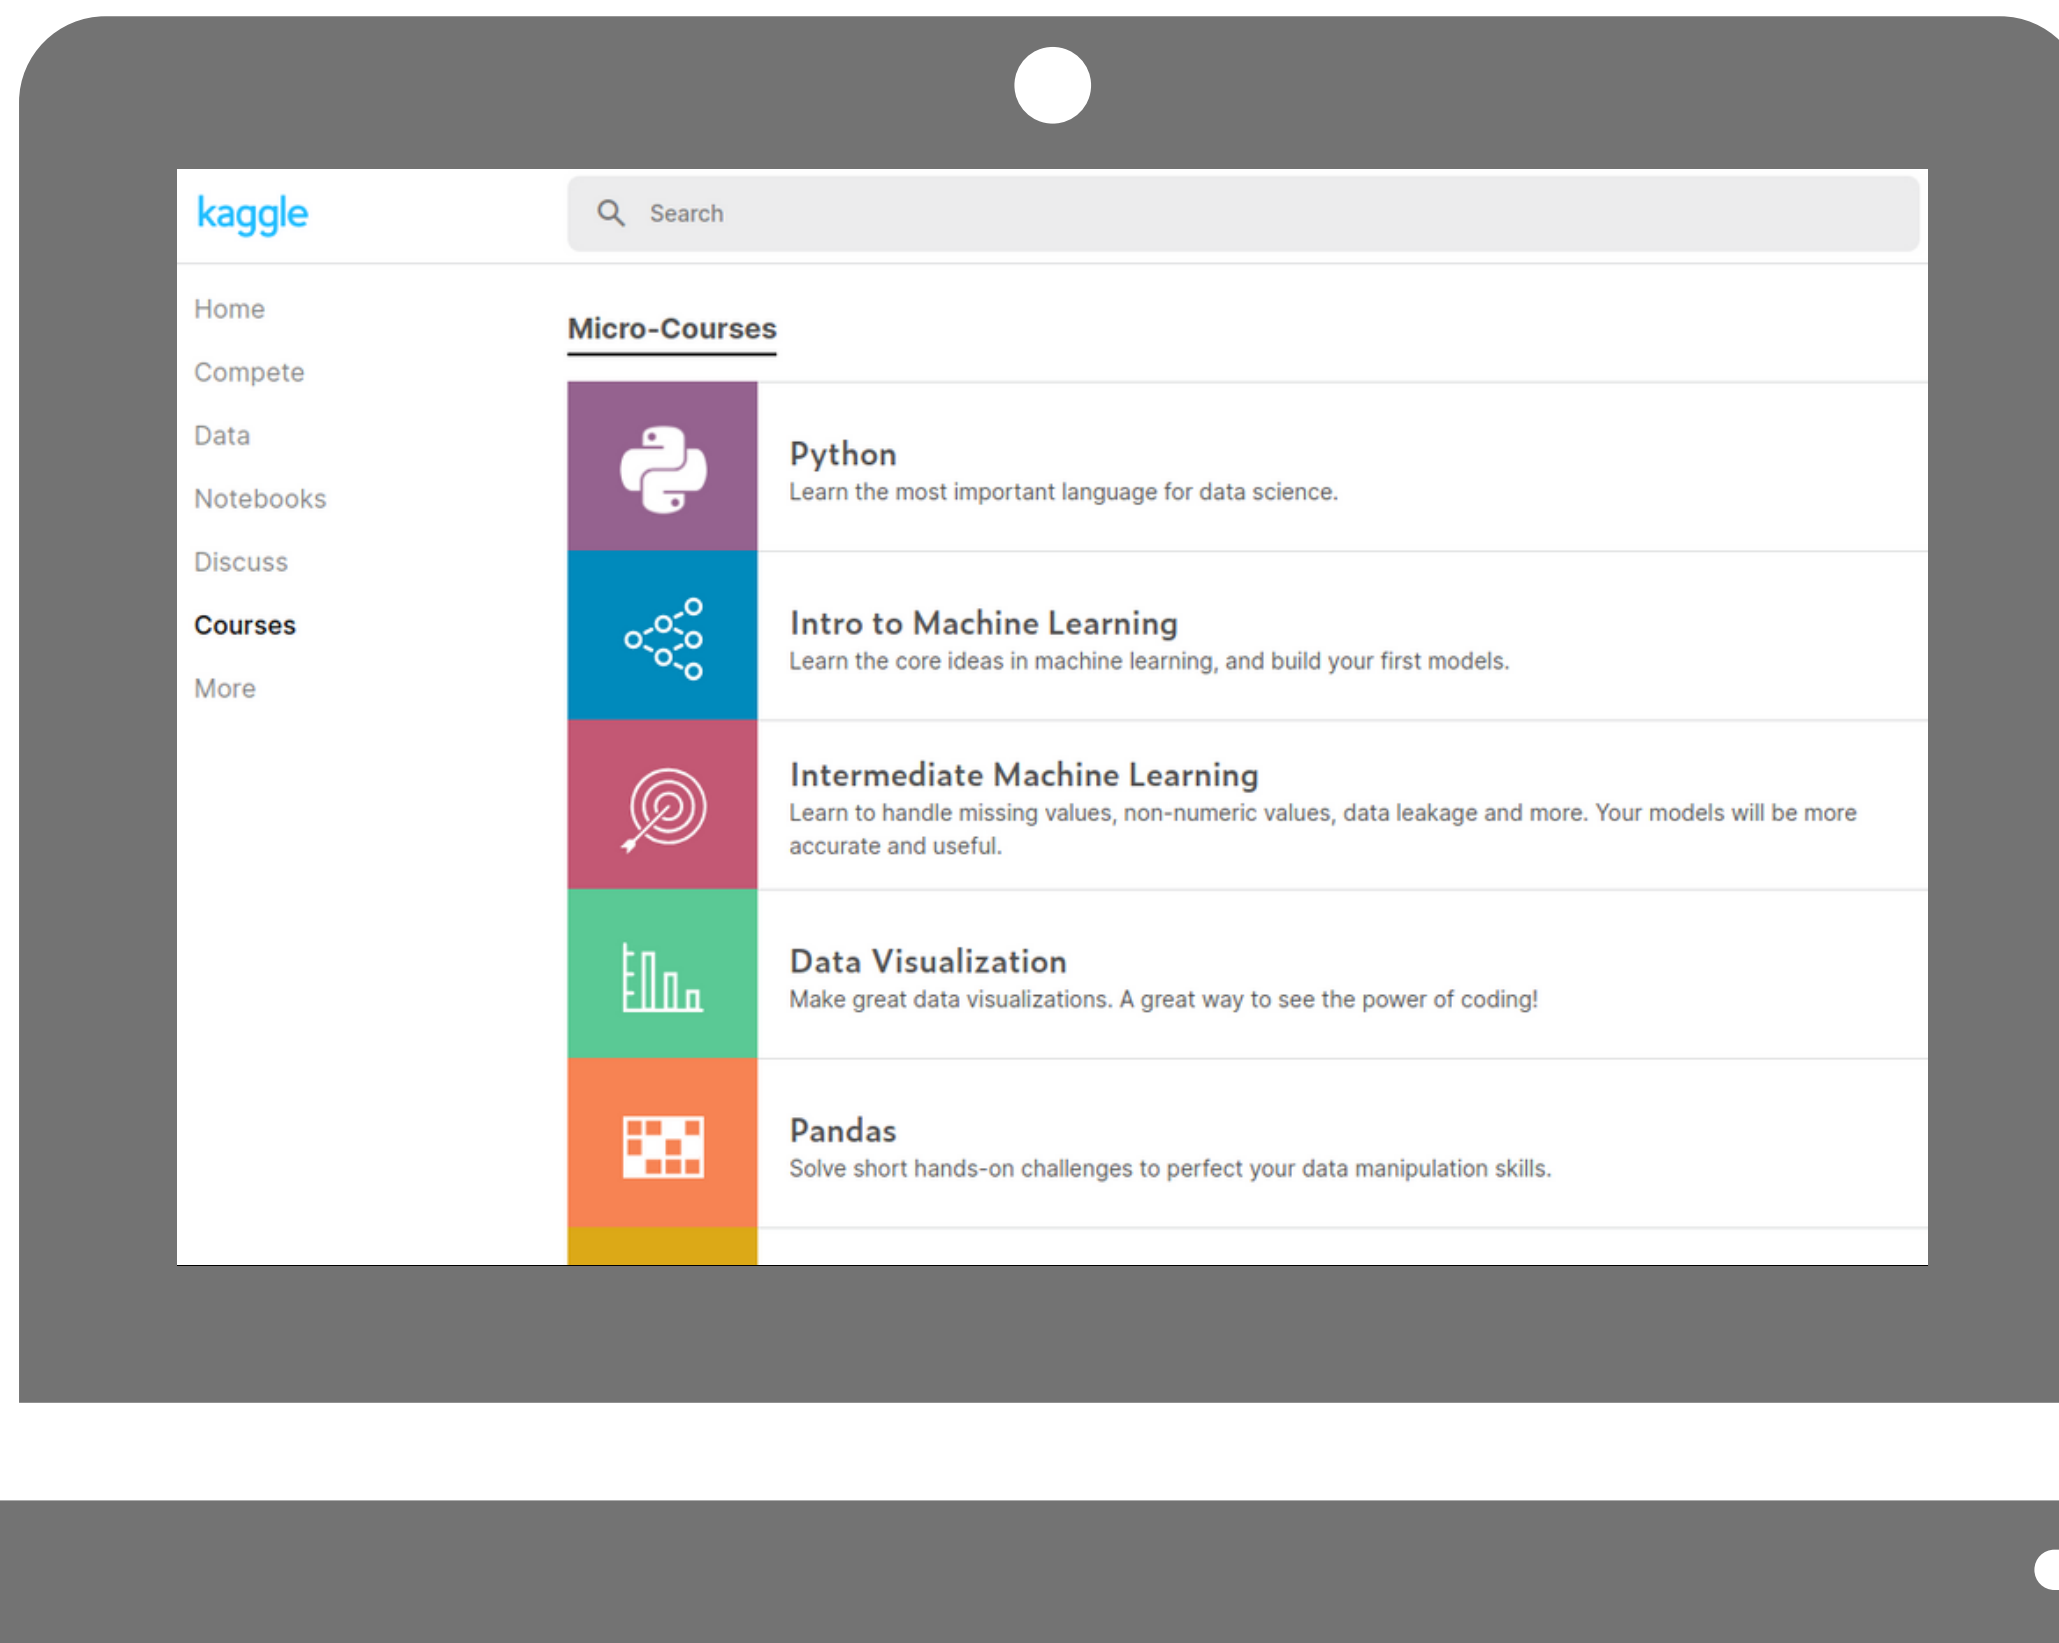 kaggle
Search
Home
Compete
Data
Notebooks
Discuss
Courses
More
Micro-Courses
Python
Learn the most important language for data science.
Intro to Machine Learning
Learn the core ideas in machine learning, and build your first models.
Intermediate Machine Learning
Learn to handle missing values, non-numeric values, data leakage and more. Your models will be more
accurate and useful.
Data Visualization
Make great data visualizations. A great way to see the power of coding!
Pandas
Solve short hands-on challenges to perfect your data manipulation skills.